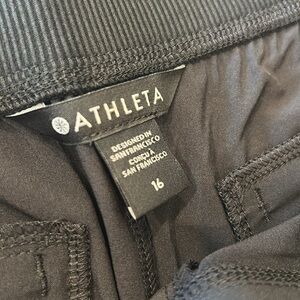 ATHLETA
DESIGNED IN
SAN FRANCISCO
CONÇU À
SAN FRANCISCO
16